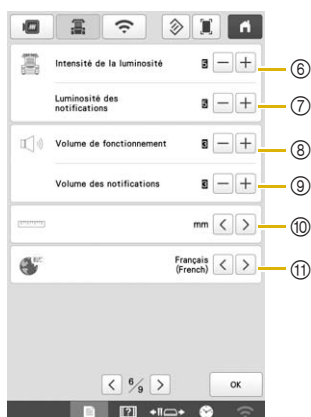 Intensité de la luminosité 5 − +
⑥
Luminosité des
notifications
− +
⑦
Volume de fonctionnement 3 − +
⑧
Volume des notifications 3 − +
⑨
mm < >
⑩
Français
(French) < >
⑪
< 6/9 >
OK